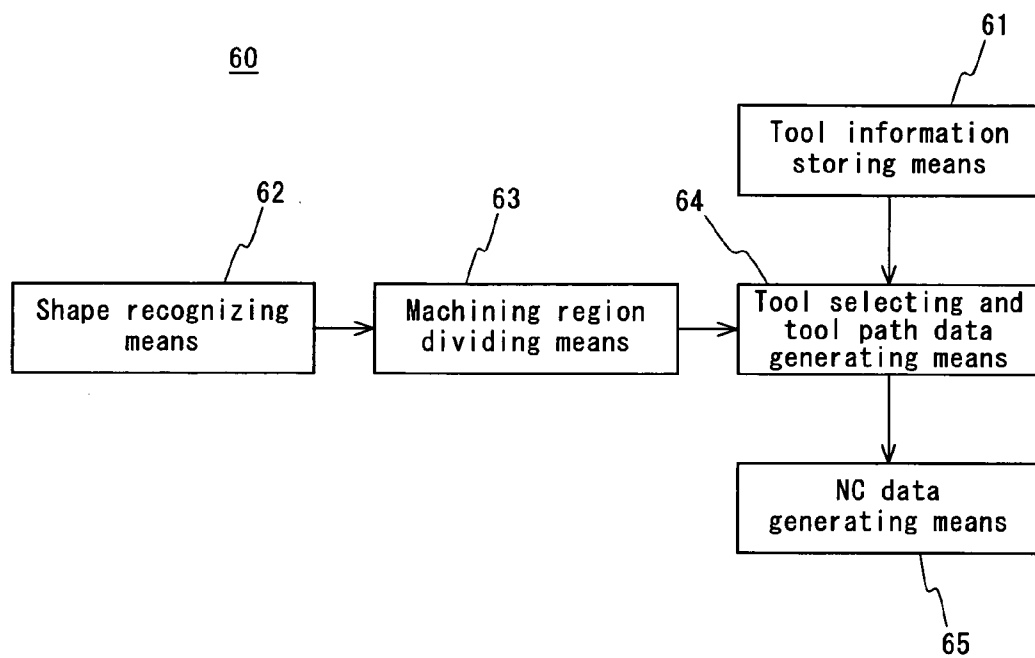 60
61
Tool information
storing means
62
63
64
Shape recognizing
means
Machining region
dividing means
Tool selecting and
tool path data
generating means
NC data
generating means
65